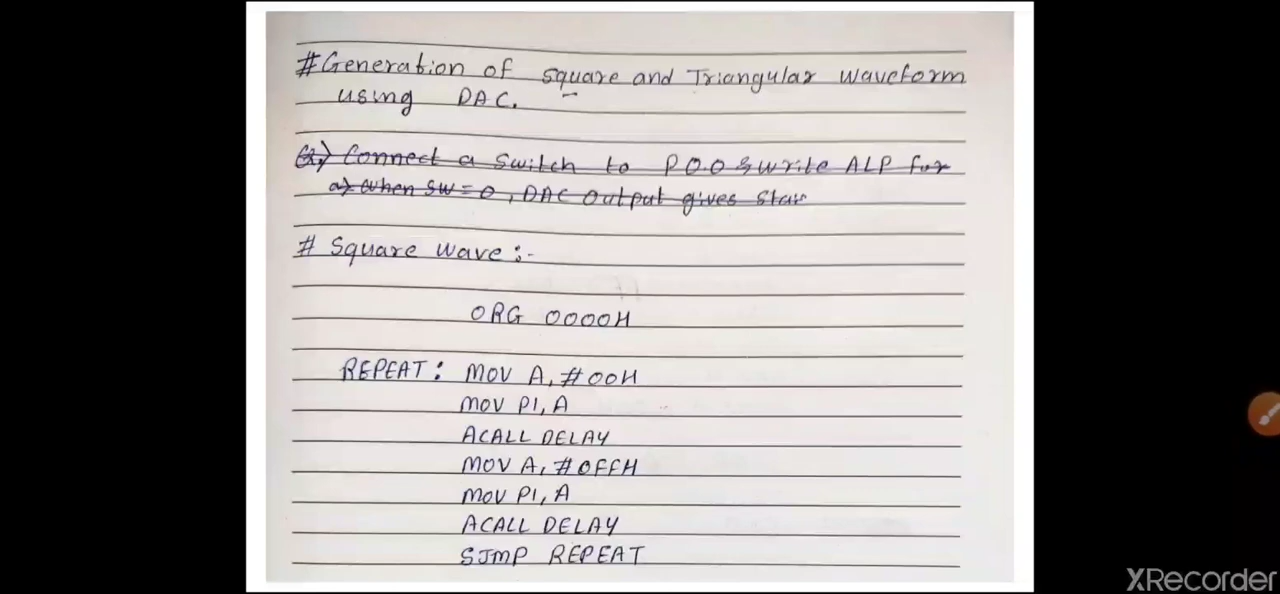 #Generation of square and Triangular waveform
using DAC.
Q.) Connect a switch to P0.0 & write ALP for
a) when SW = 0, DAC output gives Stair
# Square wave :-
ORG 0000H
REPEAT : MOV A, #00H
MOV P1, A
ACALL DELAY
MOV A, #0FFH
MOV P1, A
ACALL DELAY
SJMP REPEAT
XRecorder